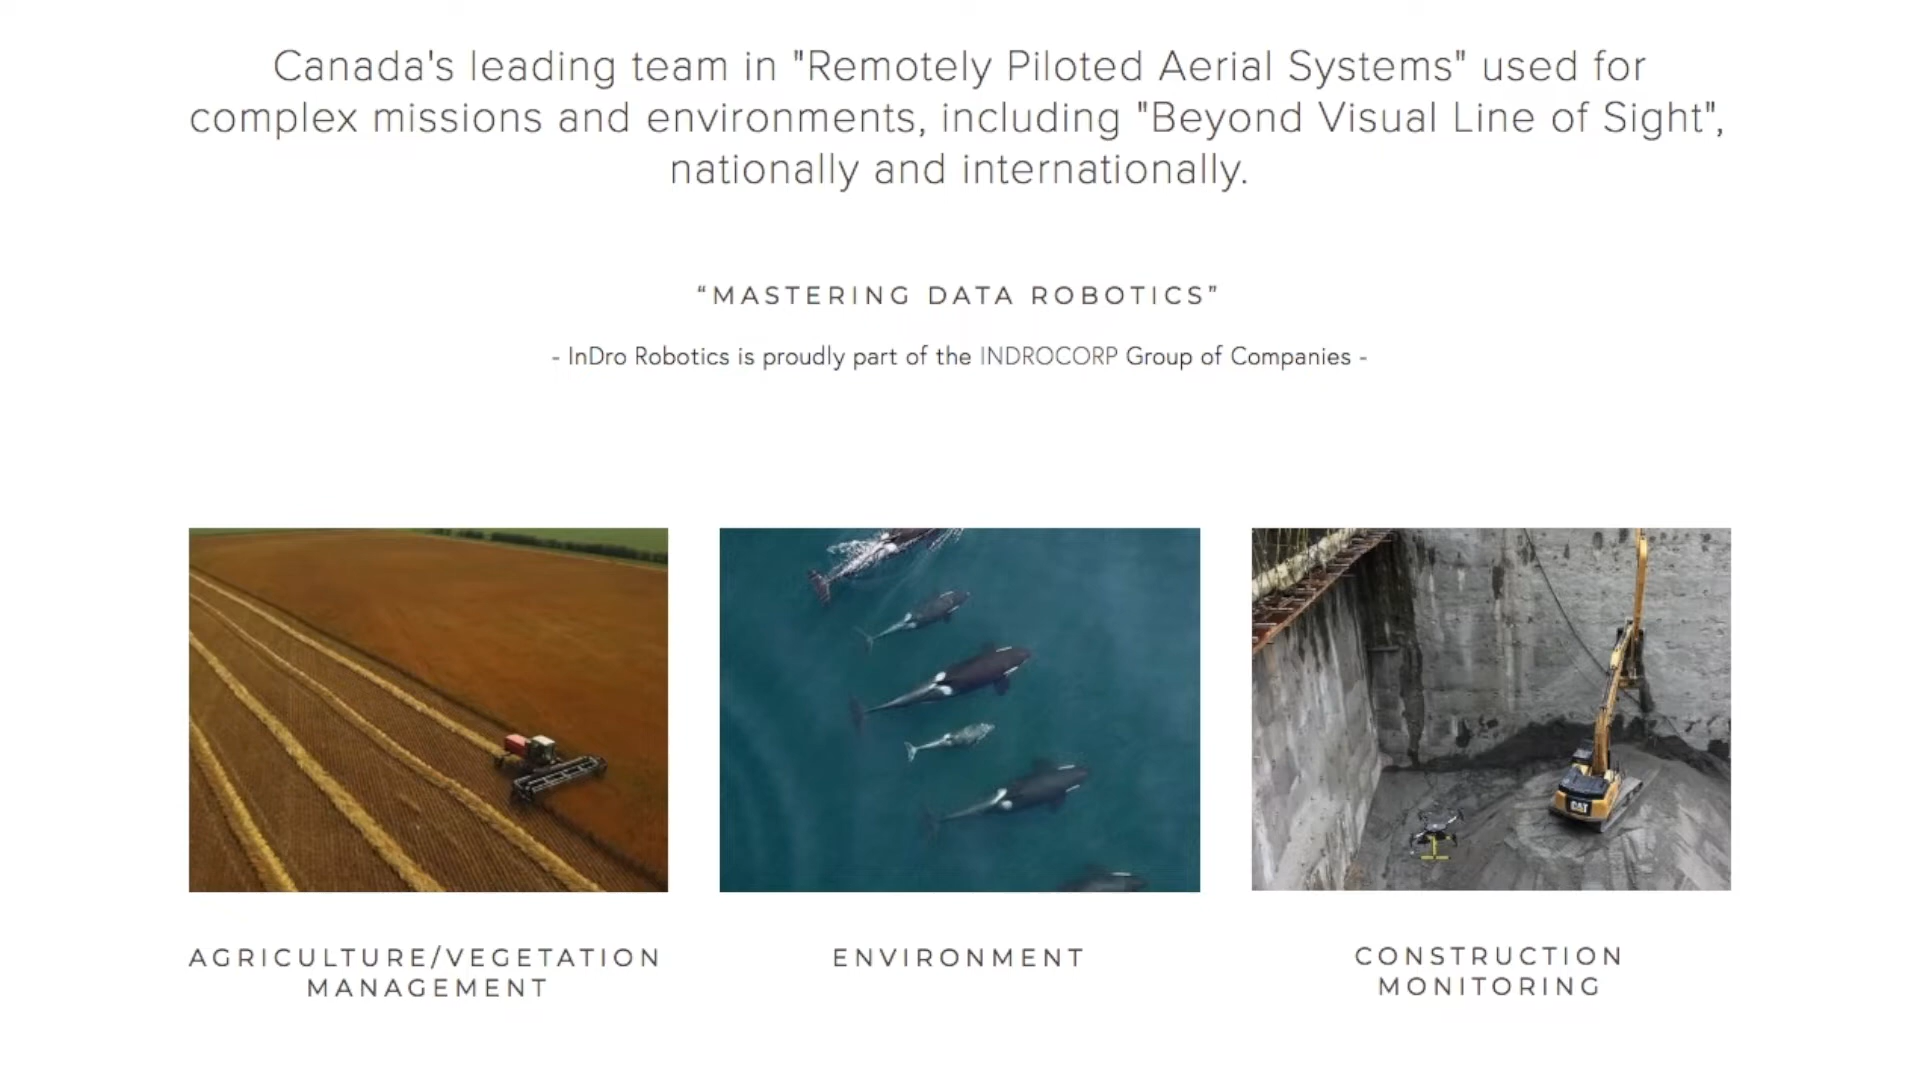 Canada's leading team in "Remotely Piloted Aerial Systems" used for
complex missions and environments, including "Beyond Visual Line of Sight",
nationally and internationally.
“MASTERING DATA ROBOTICS”
- InDro Robotics is proudly part of the INDROCORP Group of Companies -
CAT
AGRICULTURE/VEGETATION
MANAGEMENT
ENVIRONMENT
CONSTRUCTION
MONITORING